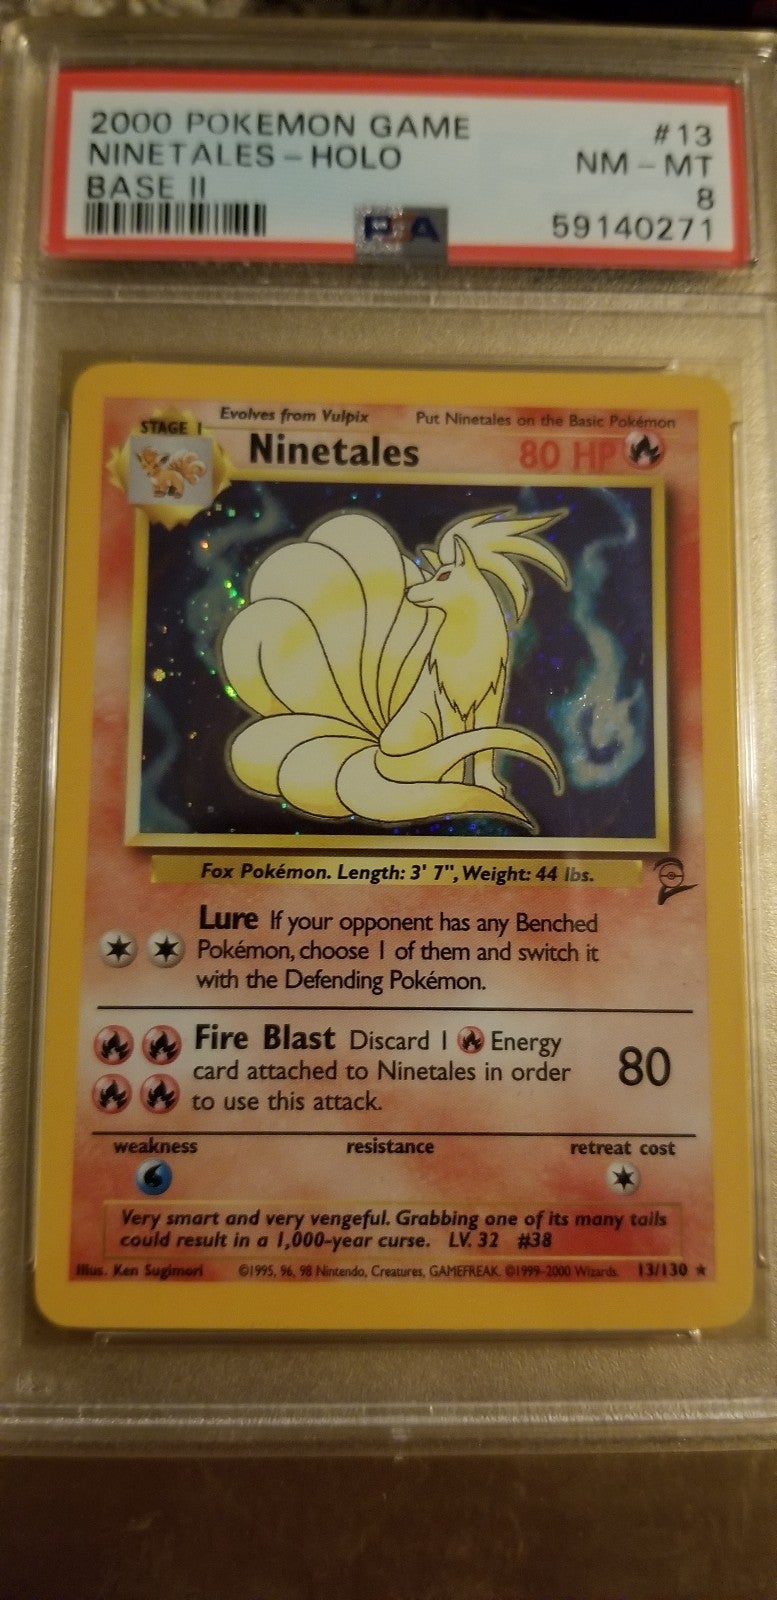 2000 POKEMON GAME #13
NINETALES - HOLO NM - MT
BASE II 8
PSA 59140271
Evolves from Vulpix Put Ninetales on the Basic Pokémon
STAGE 1
Ninetales 80 HP
Fox Pokémon. Length: 3' 7", Weight: 44 lbs.
Lure If your opponent has any Benched
Pokémon, choose 1 of them and switch it
with the Defending Pokémon.
Fire Blast Discard 1 Energy
card attached to Ninetales in order 80
to use this attack.
weakness resistance retreat cost
Very smart and very vengeful. Grabbing one of its many tails
could result in a 1,000-year curse. LV. 32 #38
Illus. Ken Sugimori ©1995, 96, 98 Nintendo, Creatures, GAMEFREAK. ©1999-2000 Wizards. 13/130 ★